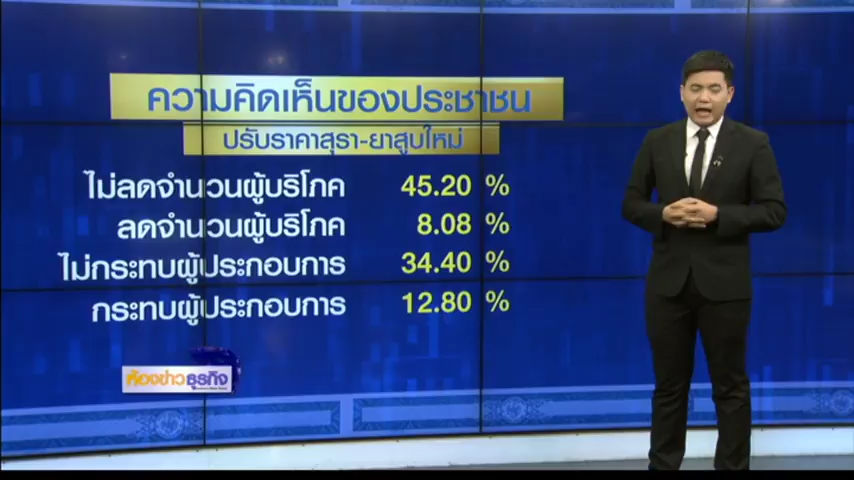 ความคิดเห็นของประชาชน
ปรับราคาสุรา-ยาสูบใหม่
ไม่ลดจำนวนผู้บริโภค 45.20 %
ลดจำนวนผู้บริโภค 8.08 %
ไม่กระทบผู้ประกอบการ 34.40 %
กระทบผู้ประกอบการ 12.80 %
ห้องข่าวธุรกิจ